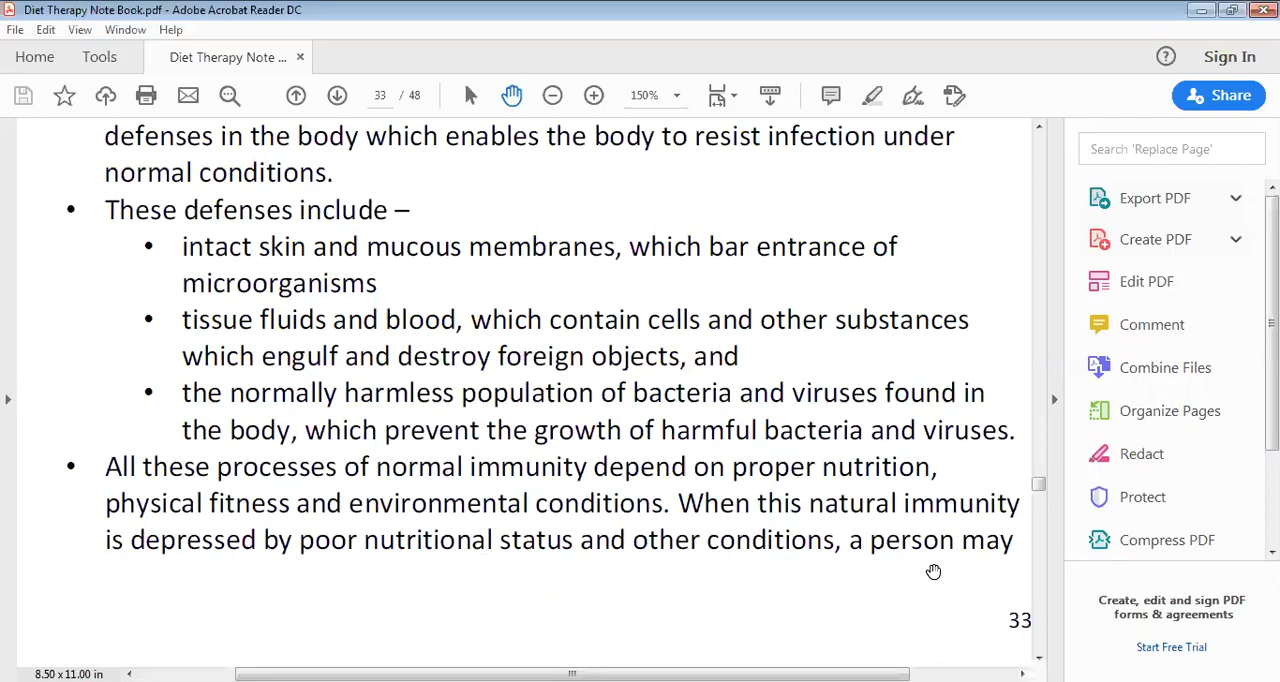 Diet Therapy Note Book.pdf - Adobe Acrobat Reader DC
File Edit View Window Help
Home Tools Diet Therapy Note ... × Sign In
33 / 48 150% Share
defenses in the body which enables the body to resist infection under
normal conditions.
• These defenses include –
• intact skin and mucous membranes, which bar entrance of
microorganisms
• tissue fluids and blood, which contain cells and other substances
which engulf and destroy foreign objects, and
• the normally harmless population of bacteria and viruses found in
the body, which prevent the growth of harmful bacteria and viruses.
• All these processes of normal immunity depend on proper nutrition,
physical fitness and environmental conditions. When this natural immunity
is depressed by poor nutritional status and other conditions, a person may
33
8.50 x 11.00 in
Search 'Replace Page'
Export PDF
Create PDF
Edit PDF
Comment
Combine Files
Organize Pages
Redact
Protect
Compress PDF
Create, edit and sign PDF
forms & agreements
Start Free Trial